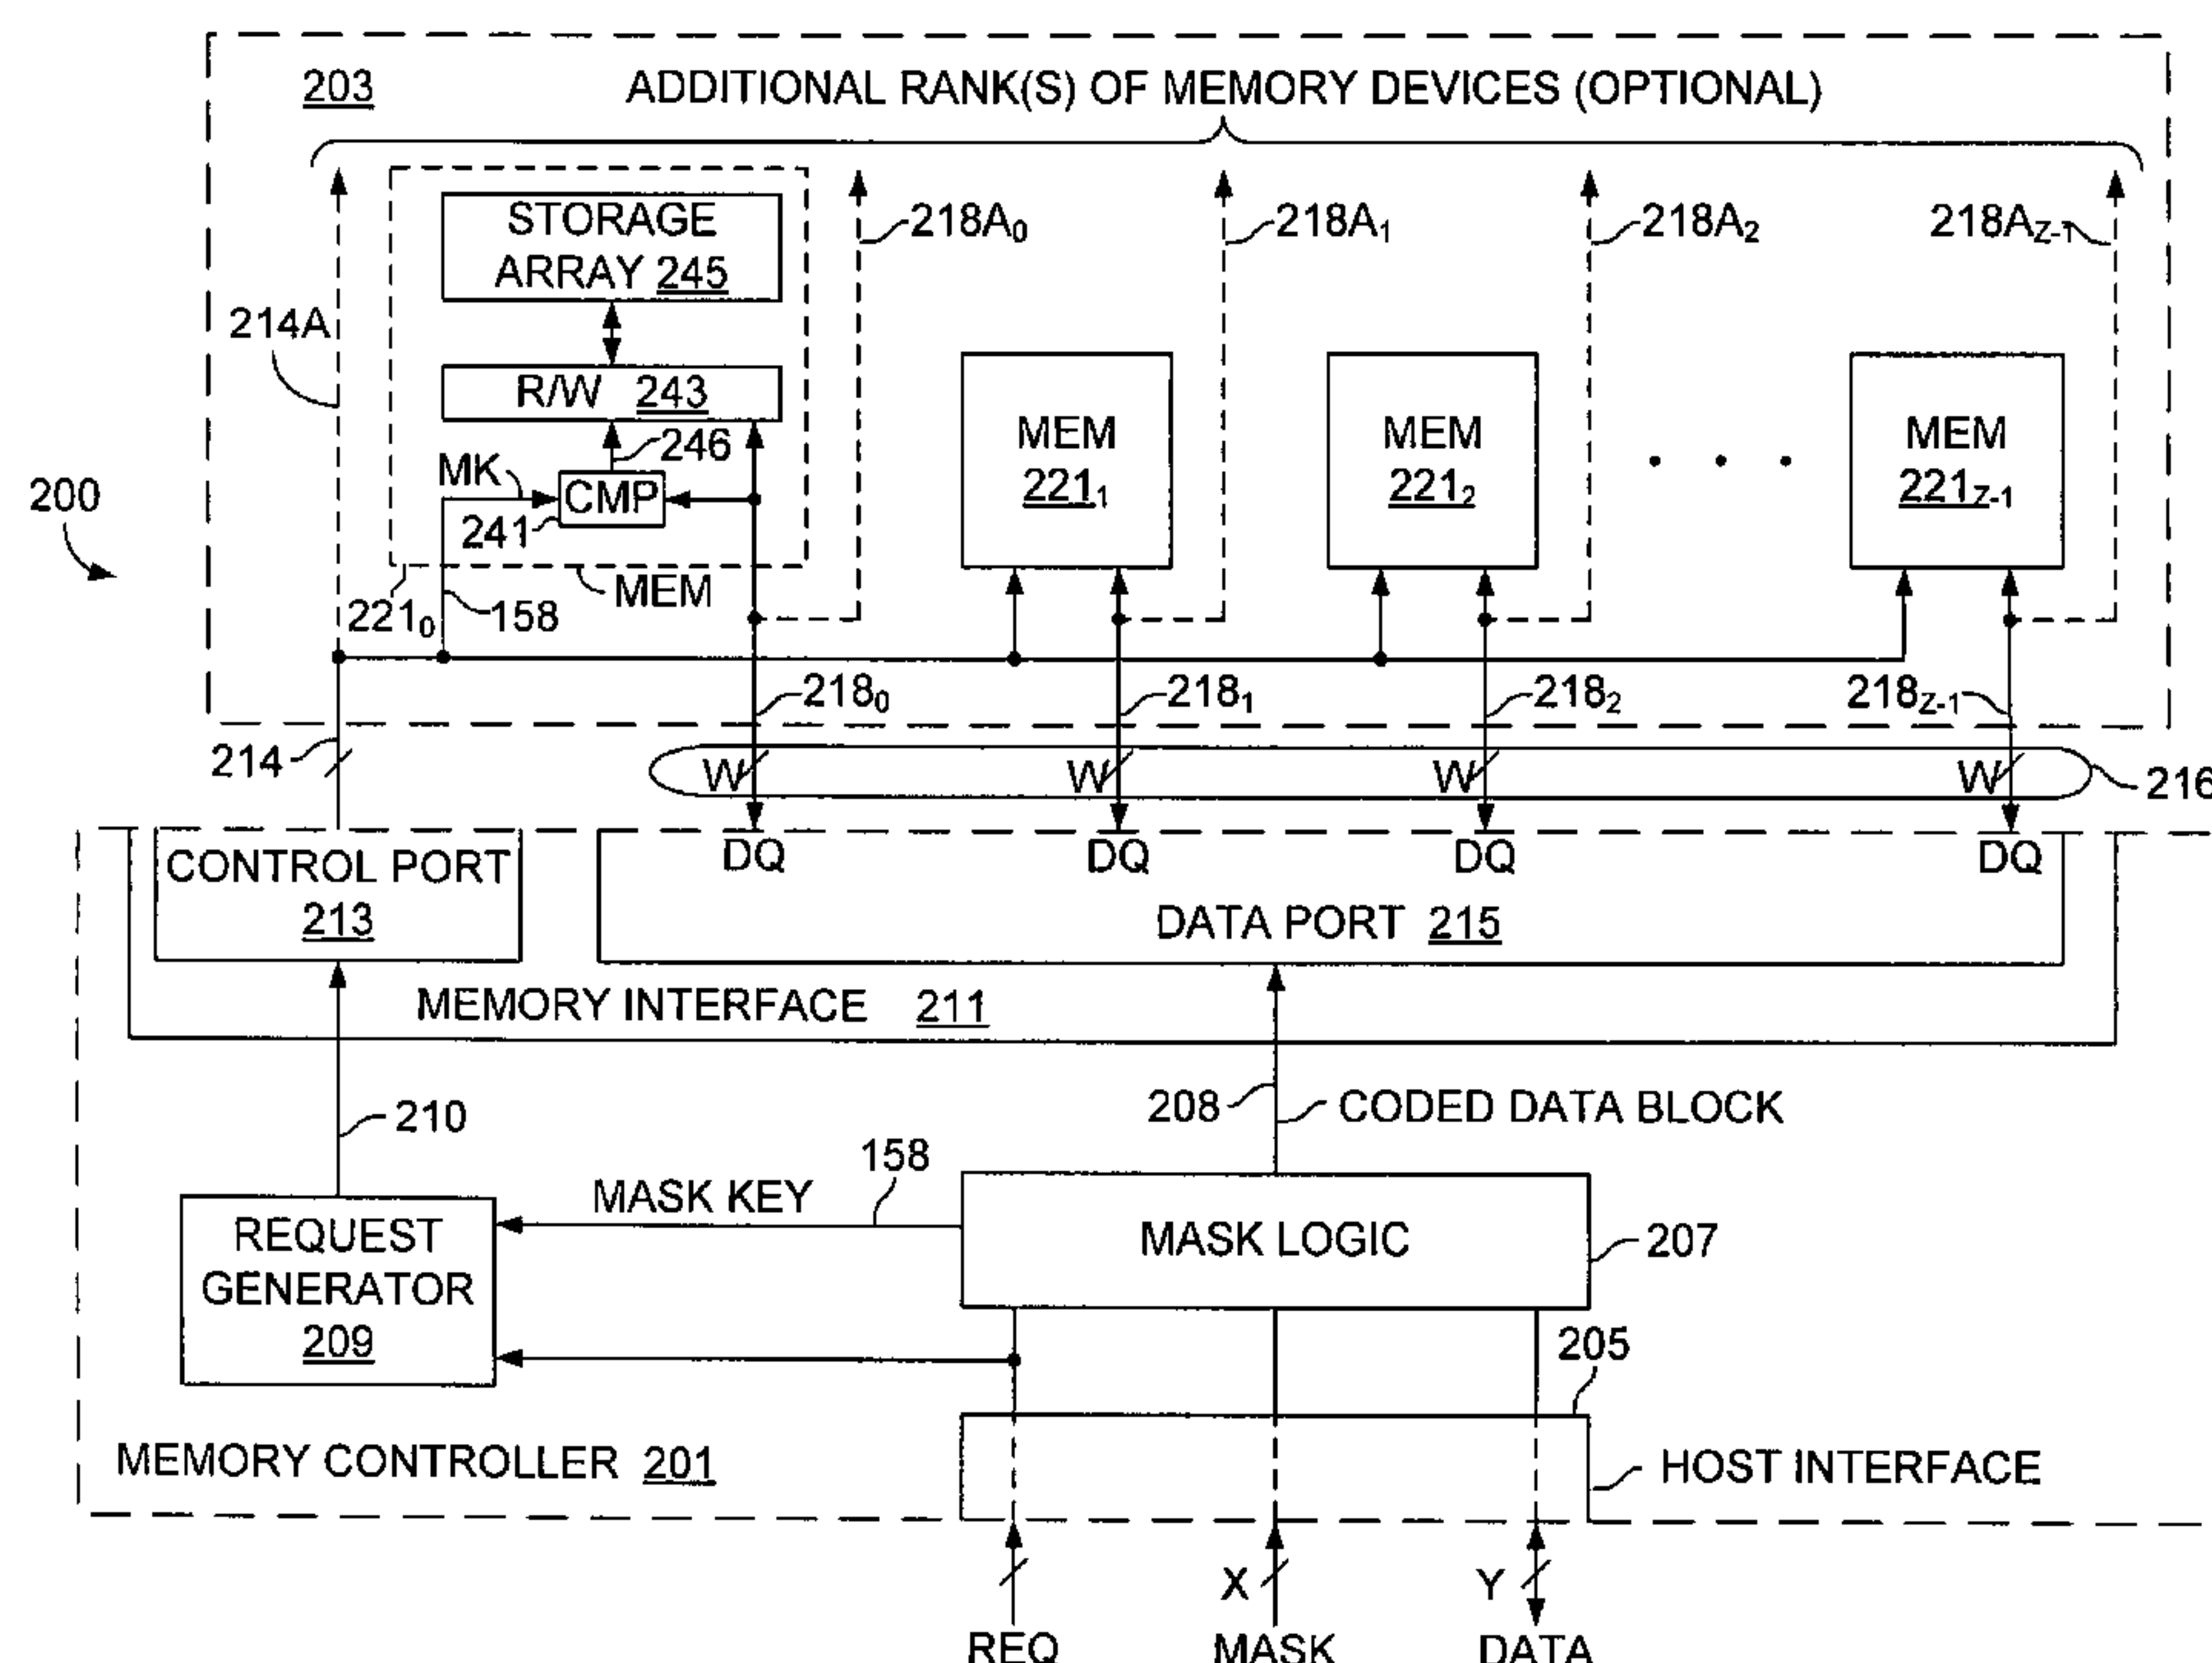 203
ADDITIONAL RANK(S) OF MEMORY DEVICES (OPTIONAL)
STORAGE
ARRAY 245
218A0
218A1
218A2
218AZ-1
214A
R/W 243
246
MK
CMP
241
MEM
2211
MEM
2212
MEM
221Z-1
200
2210
158
MEM
2180
2181
2182
218Z-1
214
W
W
W
W
216
CONTROL PORT
213
DQ
DQ
DQ
DQ
DATA PORT 215
MEMORY INTERFACE 211
210
208
CODED DATA BLOCK
158
MASK KEY
REQUEST
GENERATOR
209
MASK LOGIC
207
205
MEMORY CONTROLLER 201
HOST INTERFACE
X
Y
REQ
MASK
DATA